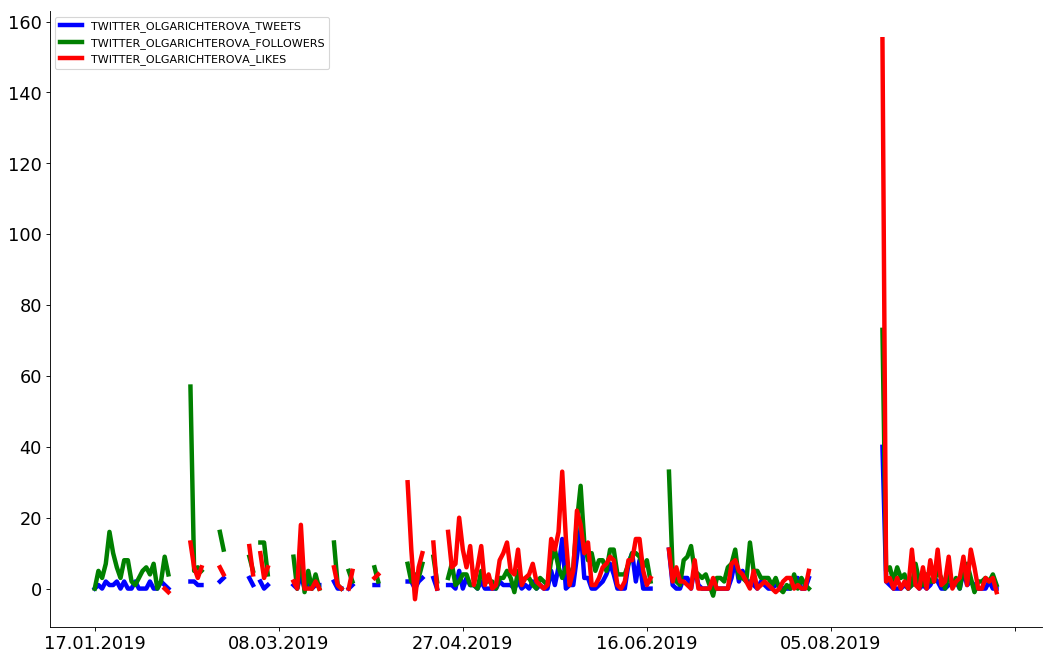 160
140
120
100
80
60
40
20
0
TWITTER_OLGARICHTEROVA_TWEETS
TWITTER_OLGARICHTEROVA_FOLLOWERS
TWITTER_OLGARICHTEROVA_LIKES
17.01.2019 08.03.2019 27.04.2019 16.06.2019 05.08.2019